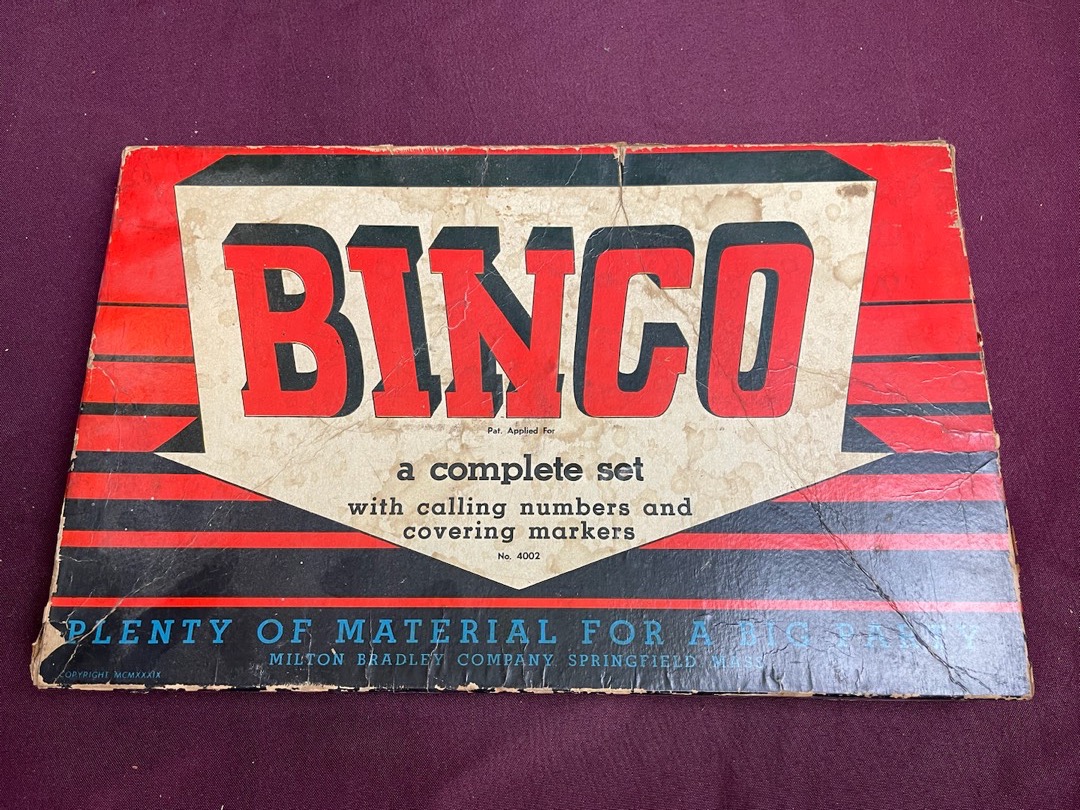 BINGO
Pat. Applied For
a complete set
with calling numbers and
covering markers
No. 4002
PLENTY OF MATERIAL FOR A BIG PARTY
MILTON BRADLEY COMPANY SPRINGFIELD MASS
COPYRIGHT MCMXXXIX